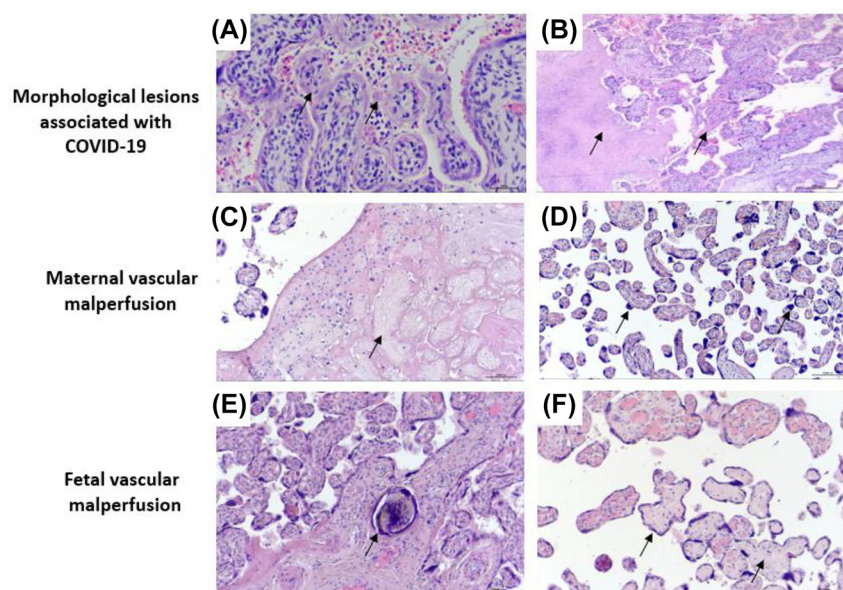 (A)
(B)
Morphological lesions
associated with
COVID-19
(C)
(D)
Maternal vascular
malperfusion
(E)
(F)
Fetal vascular
malperfusion